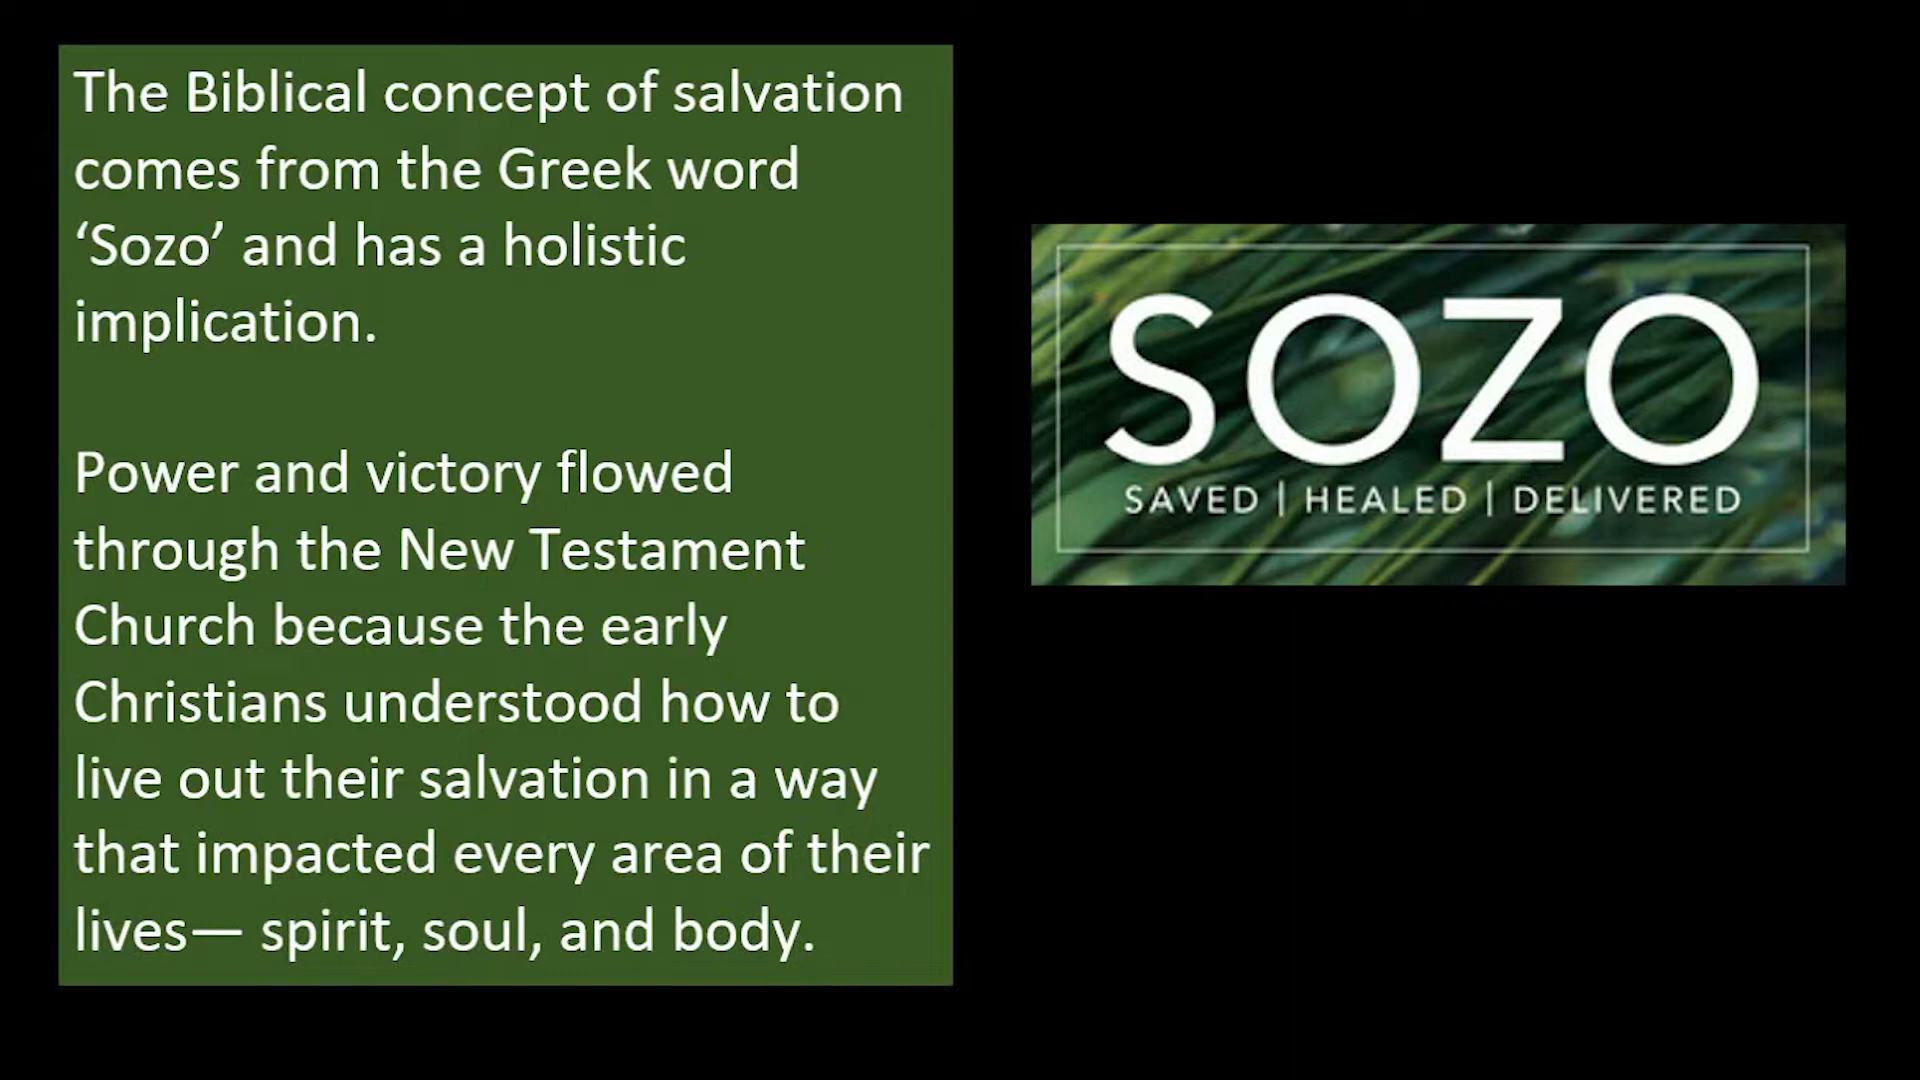 The Biblical concept of salvation
comes from the Greek word
‘Sozo’ and has a holistic
implication.
Power and victory flowed
through the New Testament
Church because the early
Christians understood how to
live out their salvation in a way
that impacted every area of their
lives— spirit, soul, and body.
SOZO
SAVED | HEALED | DELIVERED